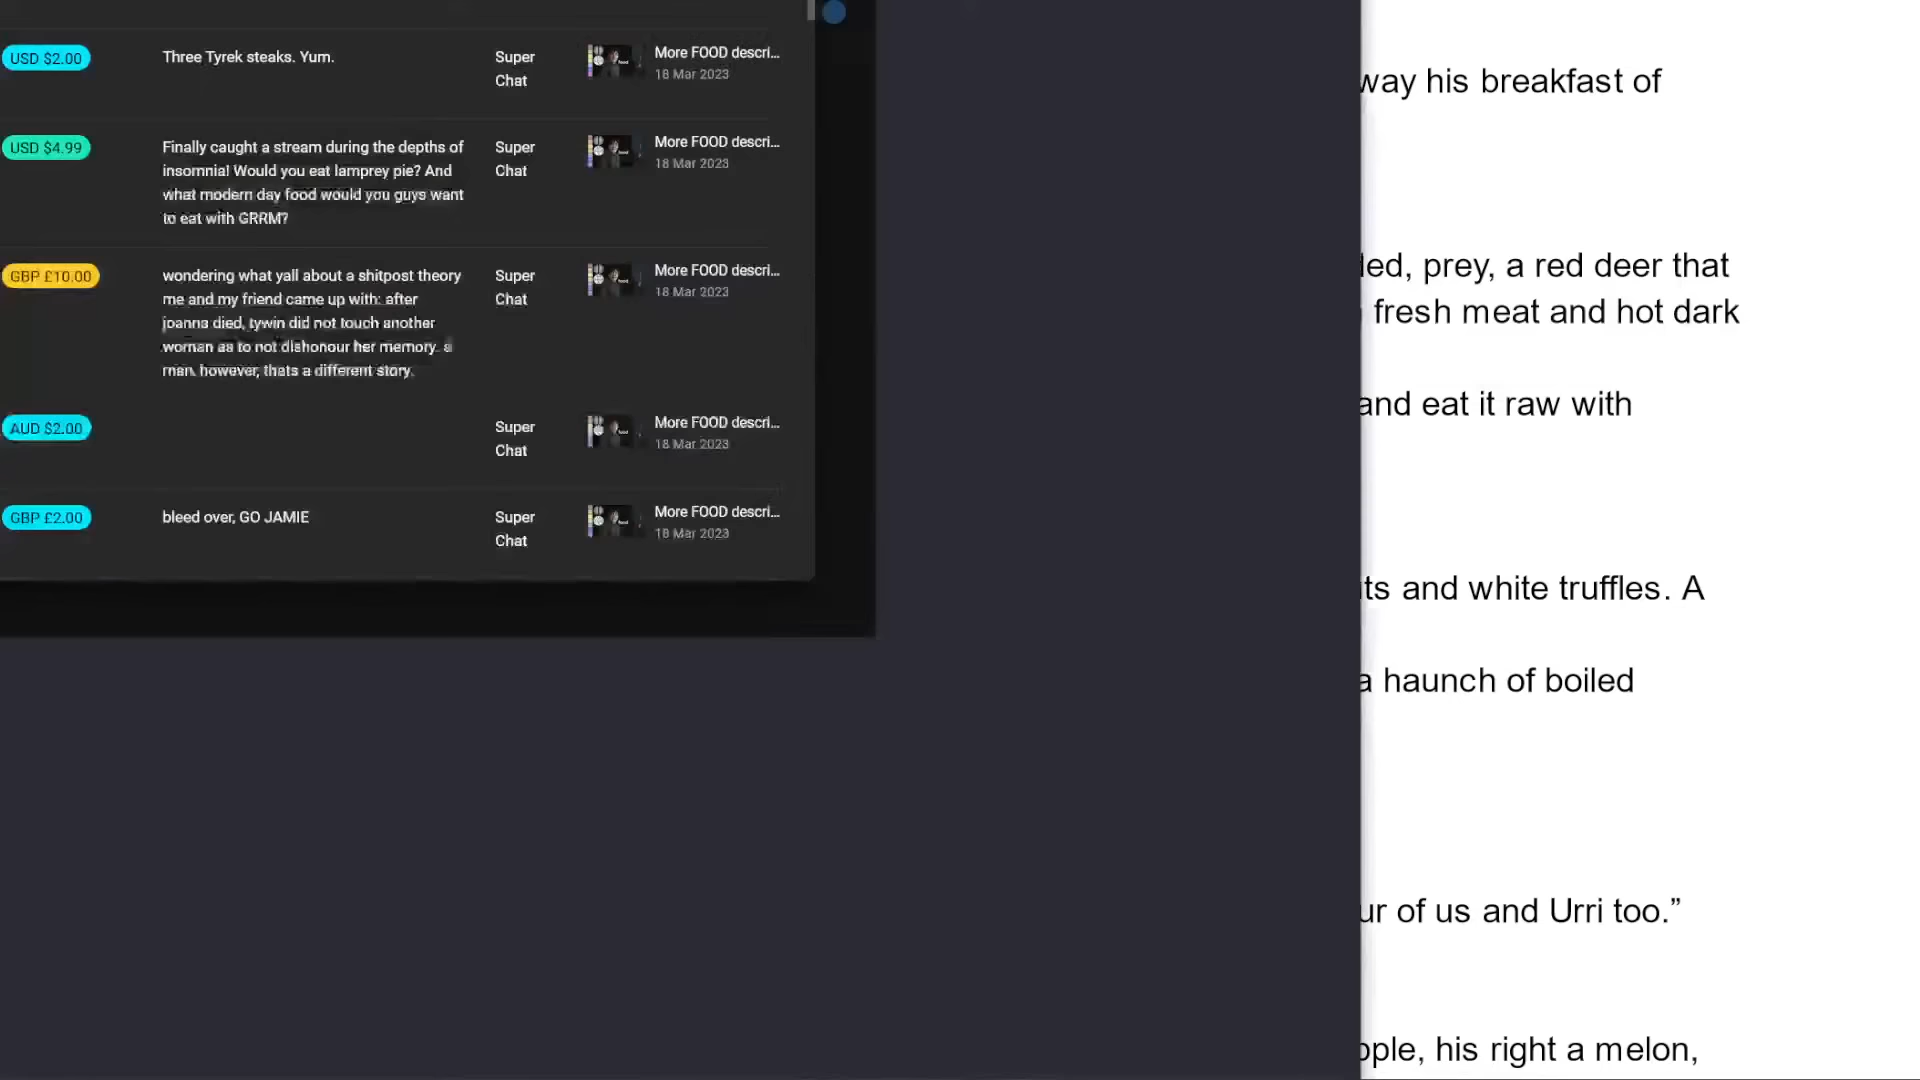 USD $2.00
Three Tyrek steaks. Yum.
Super
Chat
More FOOD descri...
18 Mar 2023
USD $4.99
Finally caught a stream during the depths of
insomnia! Would you eat lamprey pie? And
what modern day food would you guys want
to eat with GRRM?
Super
Chat
More FOOD descri...
18 Mar 2023
GBP £10.00
wondering what yall about a shitpost theory
me and my friend came up with: after
joanna died, tywin did not touch another
woman as to not dishonour her memory. a
man, however, thats a different story.
Super
Chat
More FOOD descri...
18 Mar 2023
AUD $2.00
Super
Chat
More FOOD descri...
18 Mar 2023
GBP £2.00
bleed over, GO JAMIE
Super
Chat
More FOOD descri...
18 Mar 2023
way his breakfast of
led, prey, a red deer that
fresh meat and hot dark
and eat it raw with
ts and white truffles. A
a haunch of boiled
ur of us and Urri too.”
pple, his right a melon,